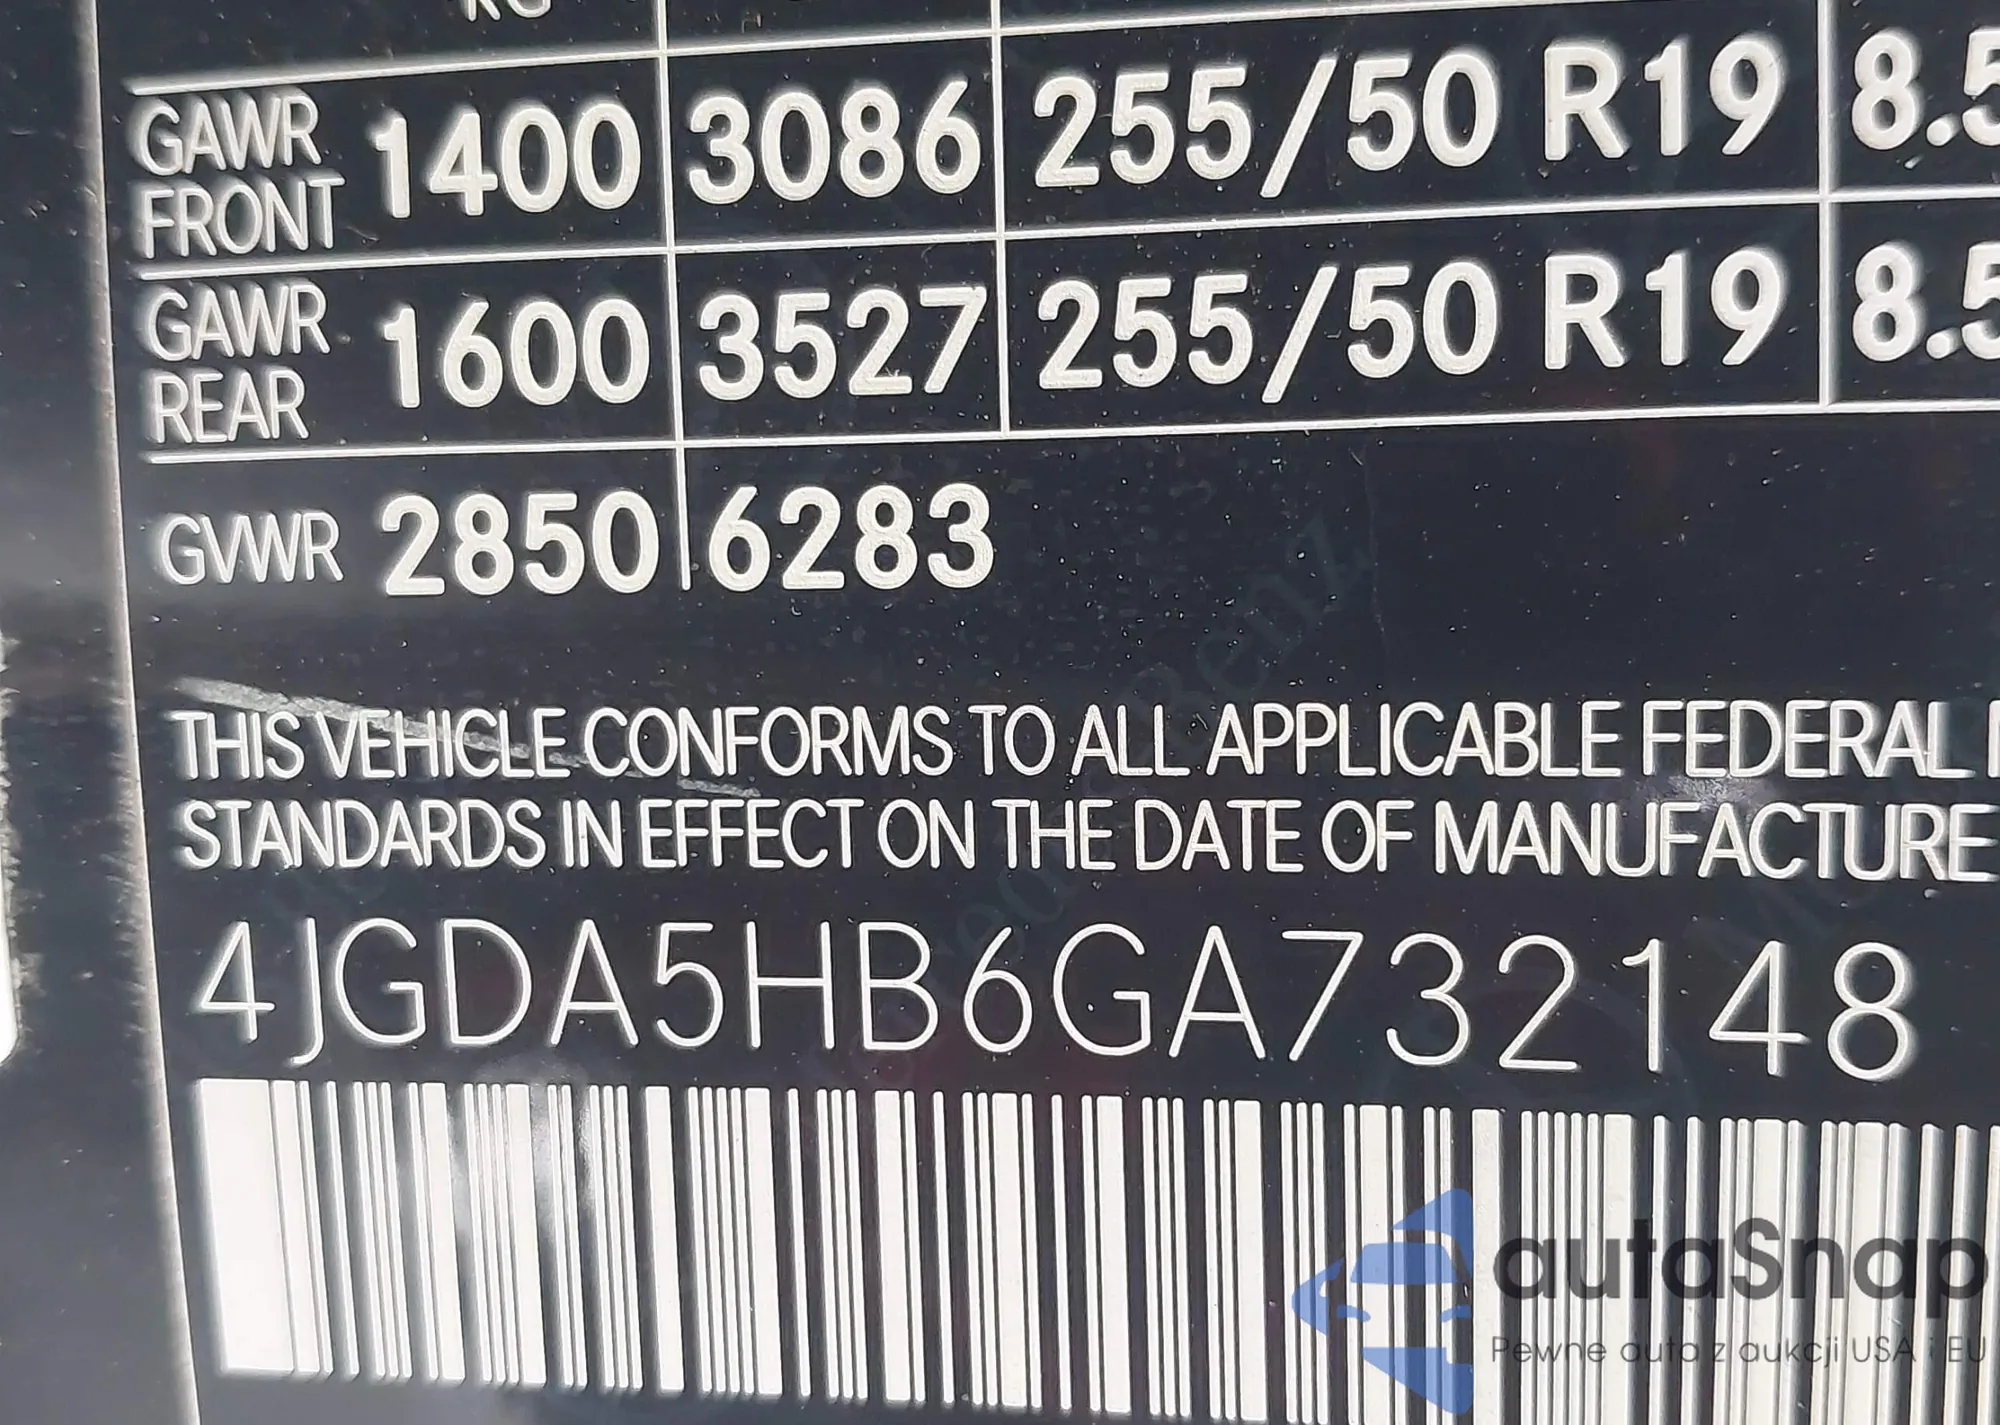 KG
GAWR FRONT 1400 3086 255/50 R19 8.5
GAWR REAR 1600 3527 255/50 R19 8.5
GVWR 2850 6283
THIS VEHICLE CONFORMS TO ALL APPLICABLE FEDERAL
STANDARDS IN EFFECT ON THE DATE OF MANUFACTURE
4JGDA5HB6GA732148
autaSnap
Pewne auta z aukcji USA i EU